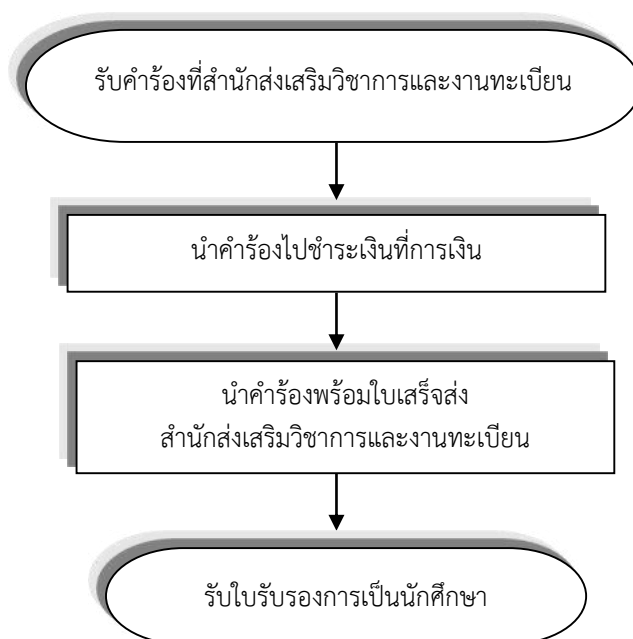 รับคำร้องที่สำนักส่งเสริมวิชาการและงานทะเบียน
นำคำร้องไปชำระเงินที่การเงิน
นำคำร้องพร้อมใบเสร็จส่ง
สำนักส่งเสริมวิชาการและงานทะเบียน
รับใบรับรองการเป็นนักศึกษา